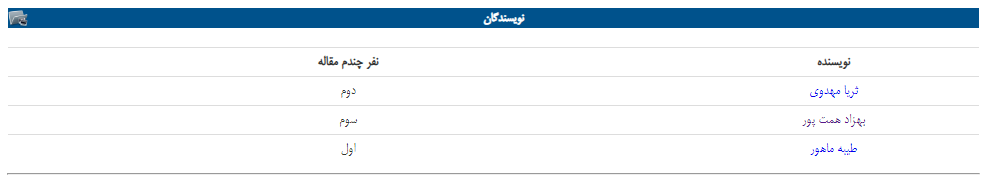 نویسندگان
نویسنده نفر چندم مقاله
ثریا مهدوی دوم
بهزاد همت پور سوم
طیبه ماهور اول